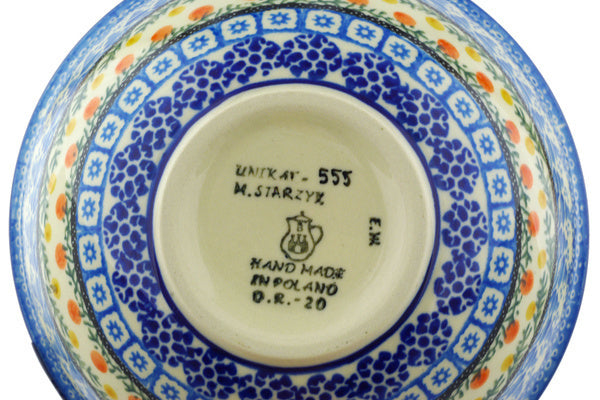 UNIKAT - 555
M. STARZYK
E.M.
HAND MADE
IN POLAND
D.R.-20